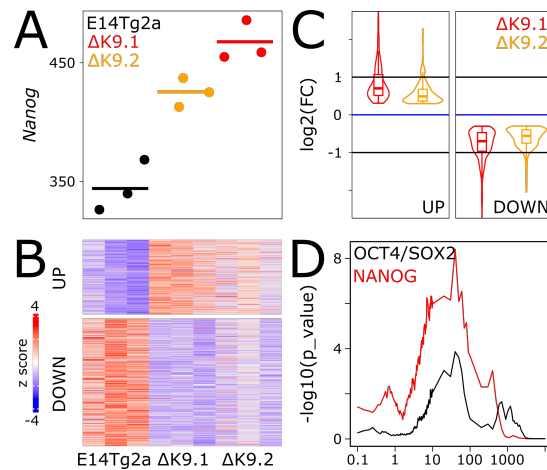 A
E14Tg2a
ΔK9.1
ΔK9.2
Nanog
450
350
B
UP
DOWN
4
z score
-4
E14Tg2a ΔK9.1 ΔK9.2
C
ΔK9.1
ΔK9.2
log2(FC)
1
0
-1
UP
DOWN
D
OCT4/SOX2
NANOG
-log10(p_value)
8
4
0
0.1 1 10 100 1000